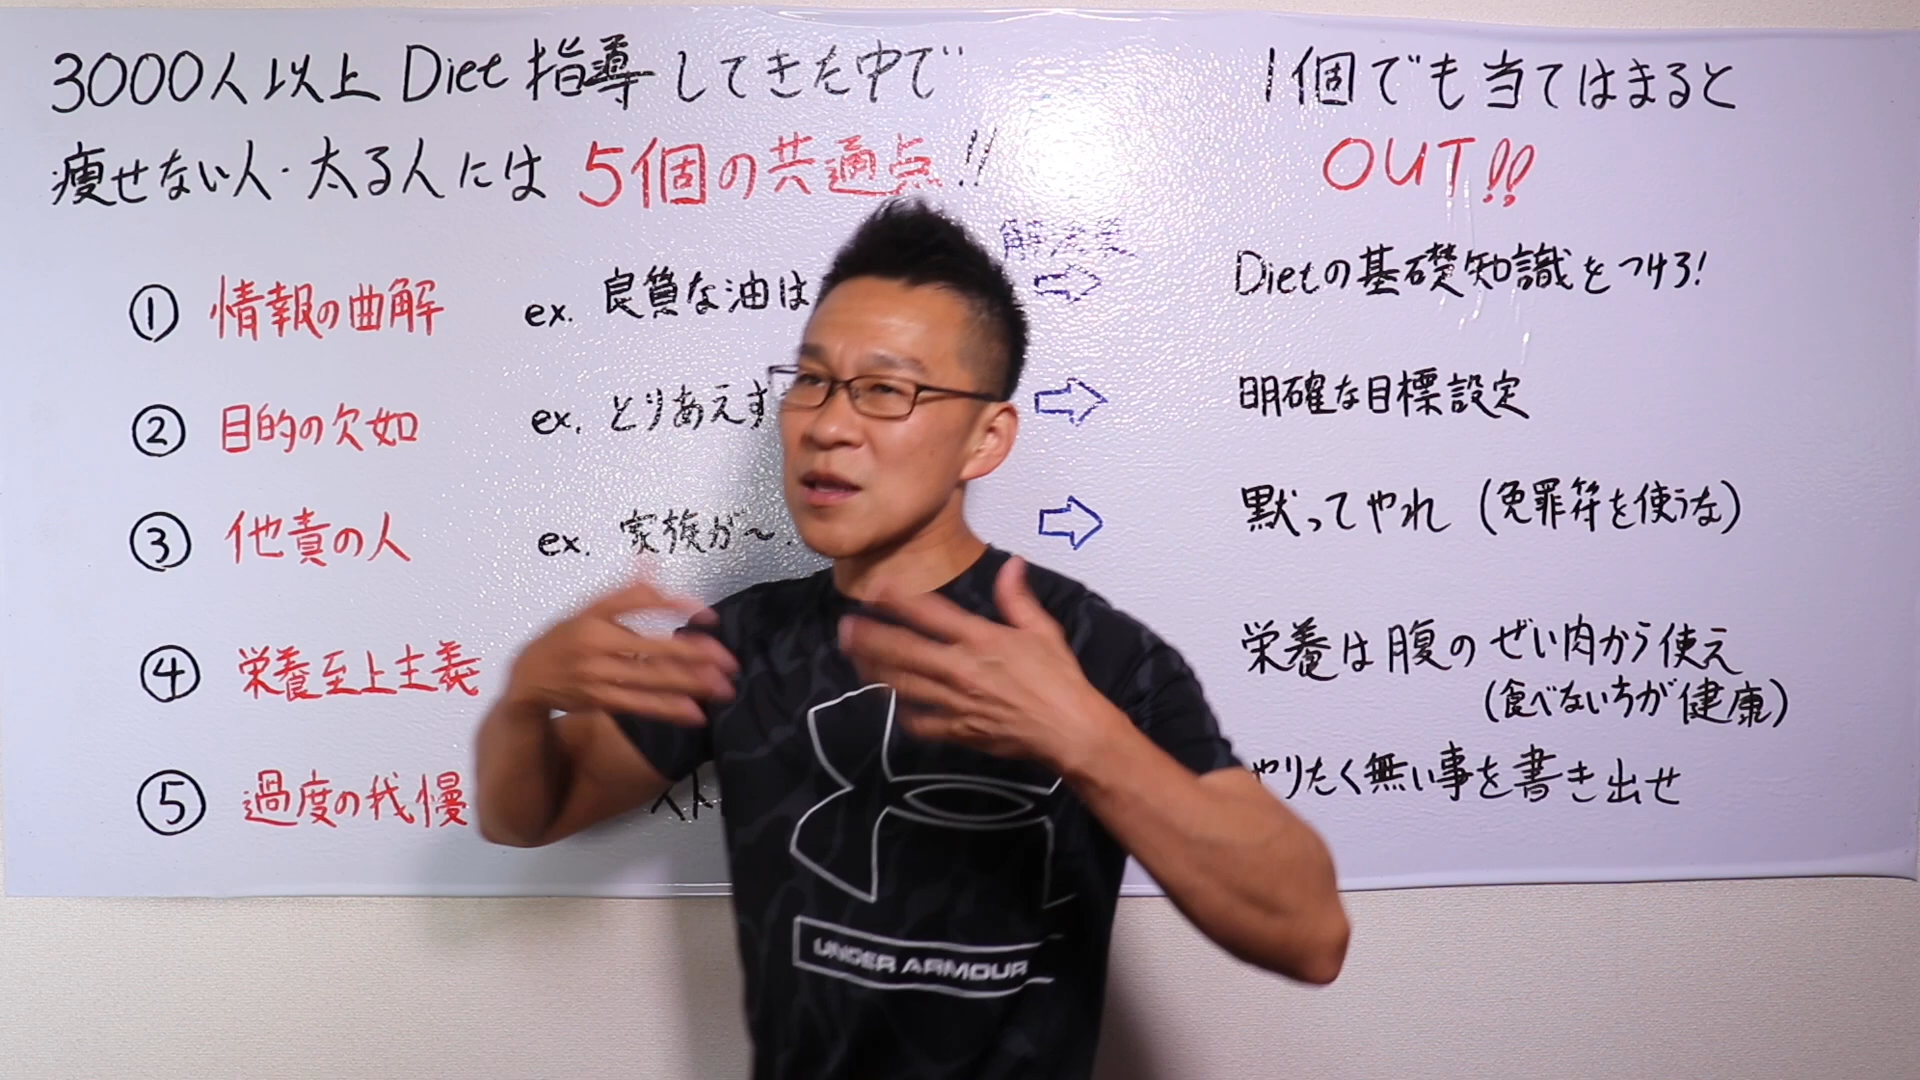 3000人以上 Diet 指導してきた中で
痩せない人・太る人には 5個の共通点!!
1個でも当てはまると
OUT!!
解決策
① 情報の曲解 ex. 良質な油は ⇨ Dietの基礎知識をつけろ!
② 目的の欠如 ex. とりあえず ⇨ 明確な目標設定
③ 他責の人 ex. 家族が〜. ⇨ 黙ってやれ (免罪符を使うな)
④ 栄養至上主義 栄養は腹のぜい肉から使え
(食べないちが健康)
⑤ 過度の我慢 やりたく無い事を書き出せ
UNDER ARMOUR